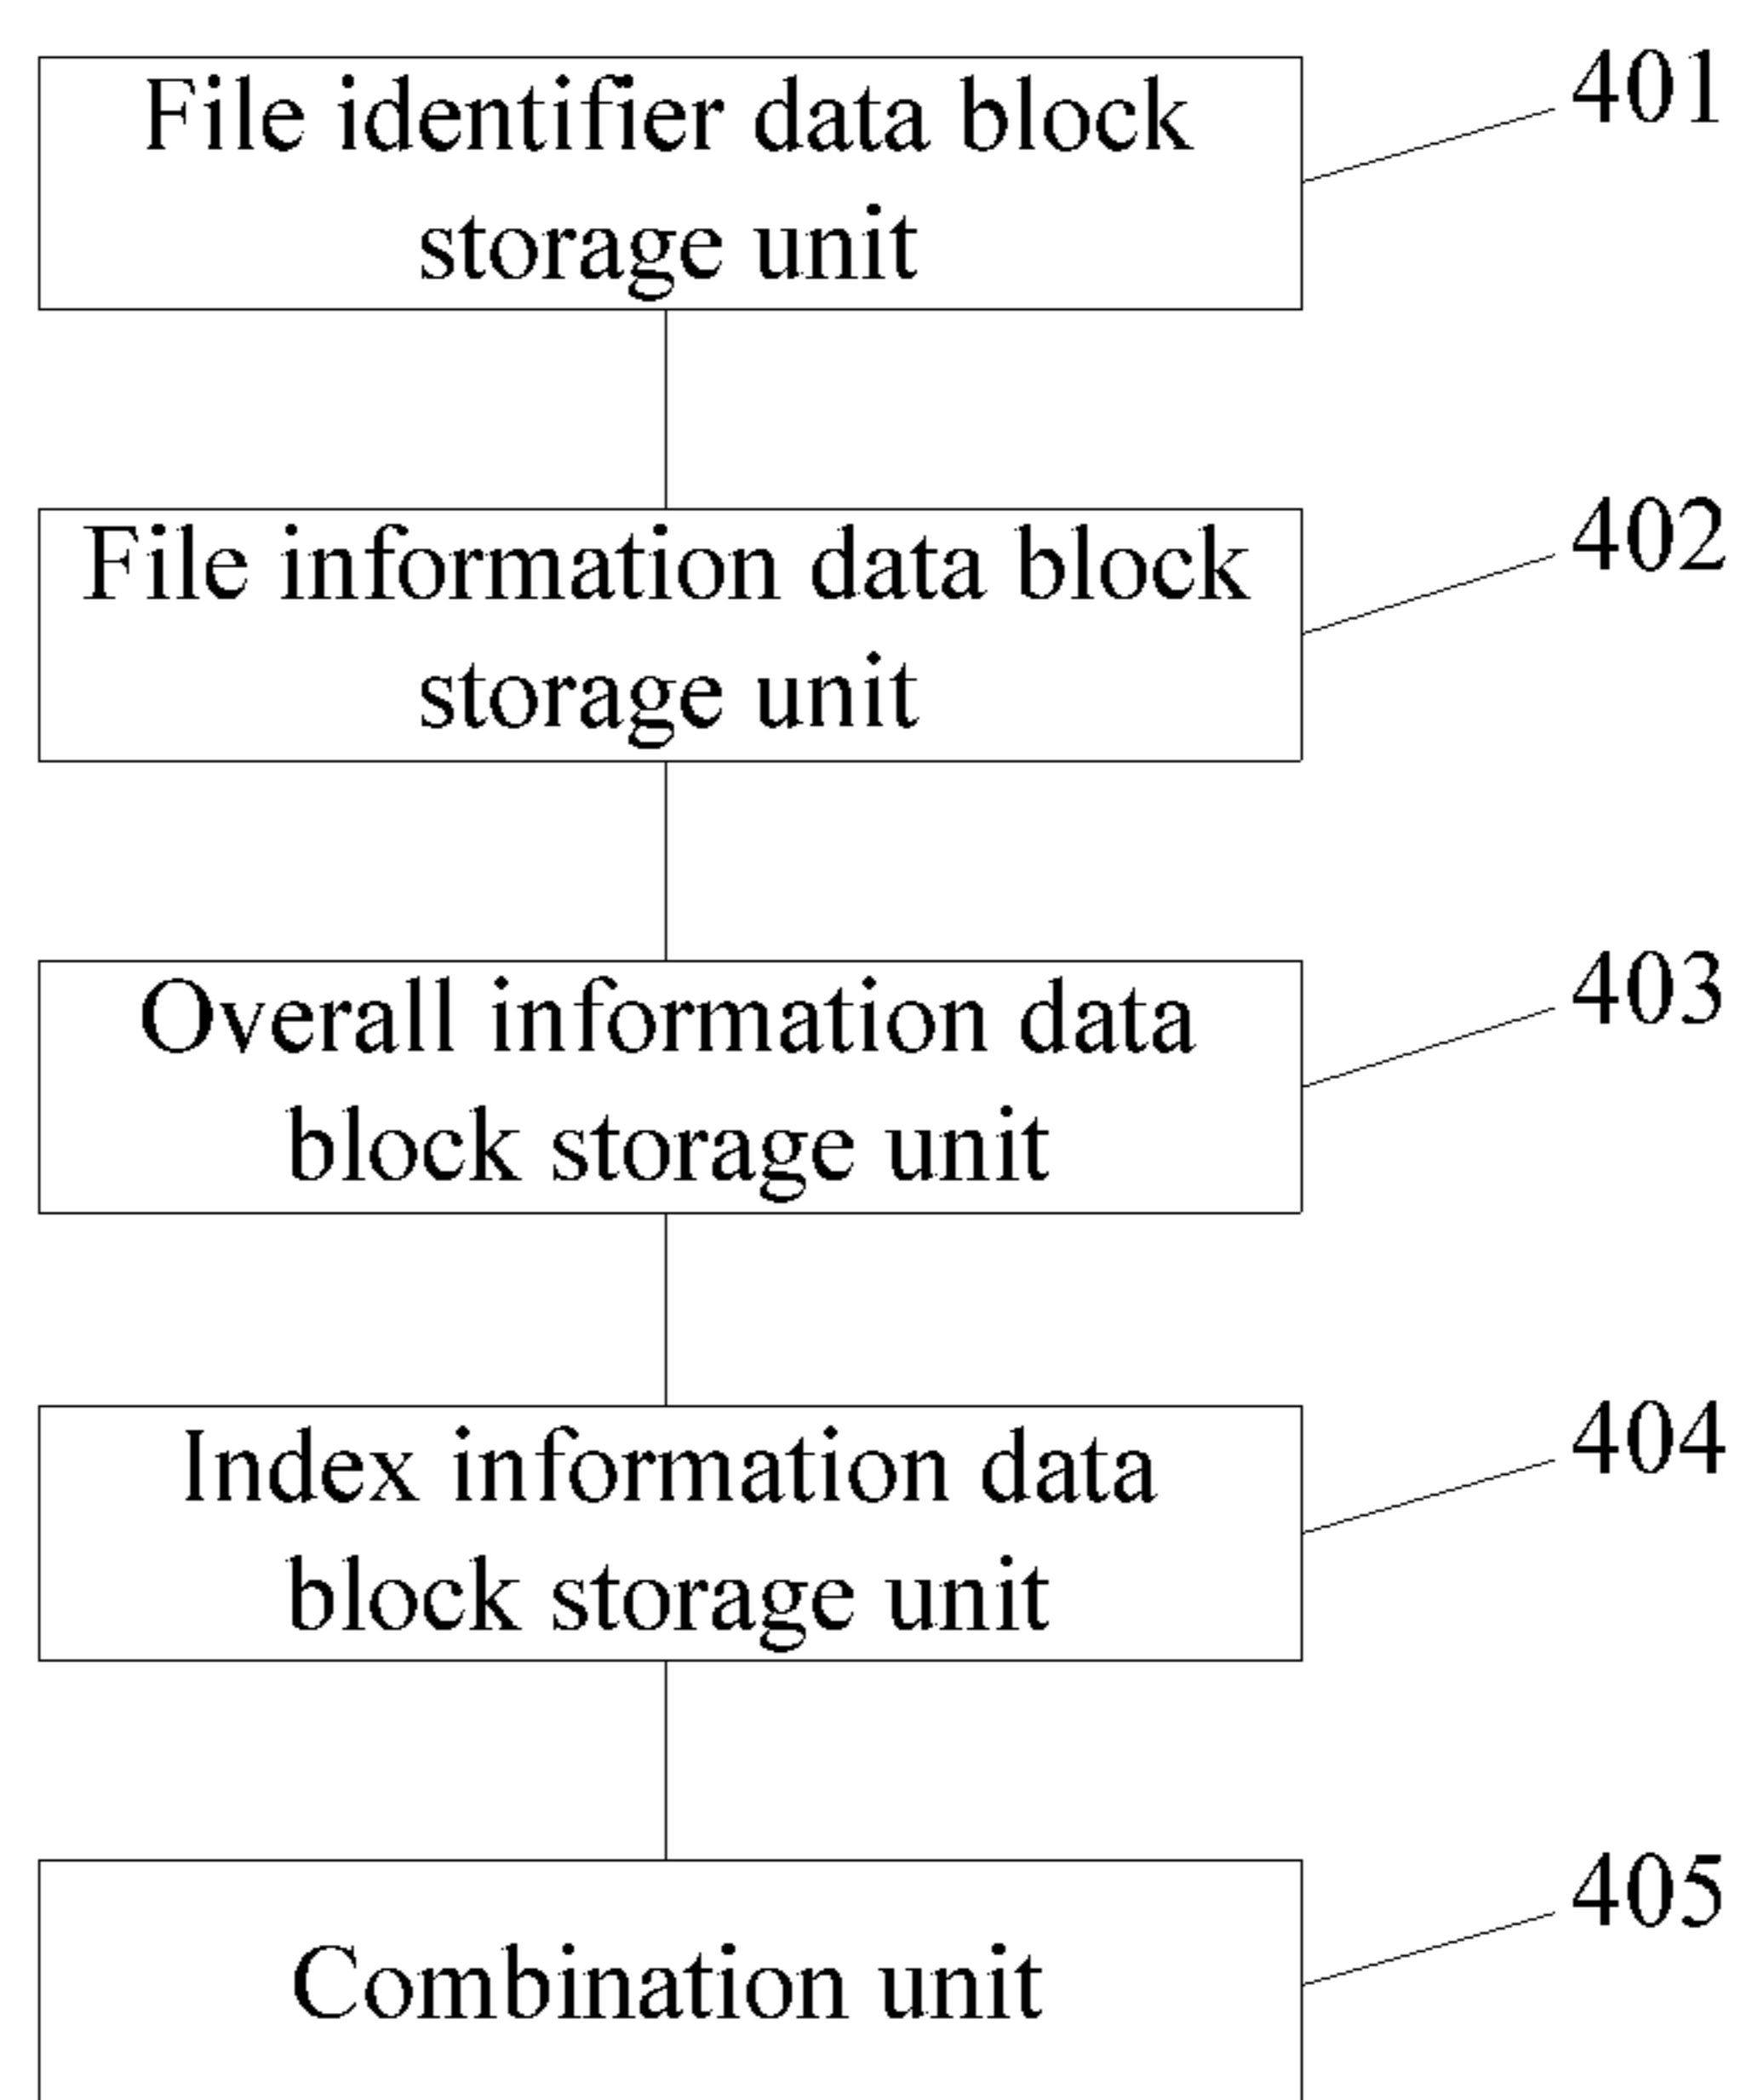 File identifier data block
storage unit
401
File information data block
storage unit
402
Overall information data
block storage unit
403
Index information data
block storage unit
404
Combination unit
405